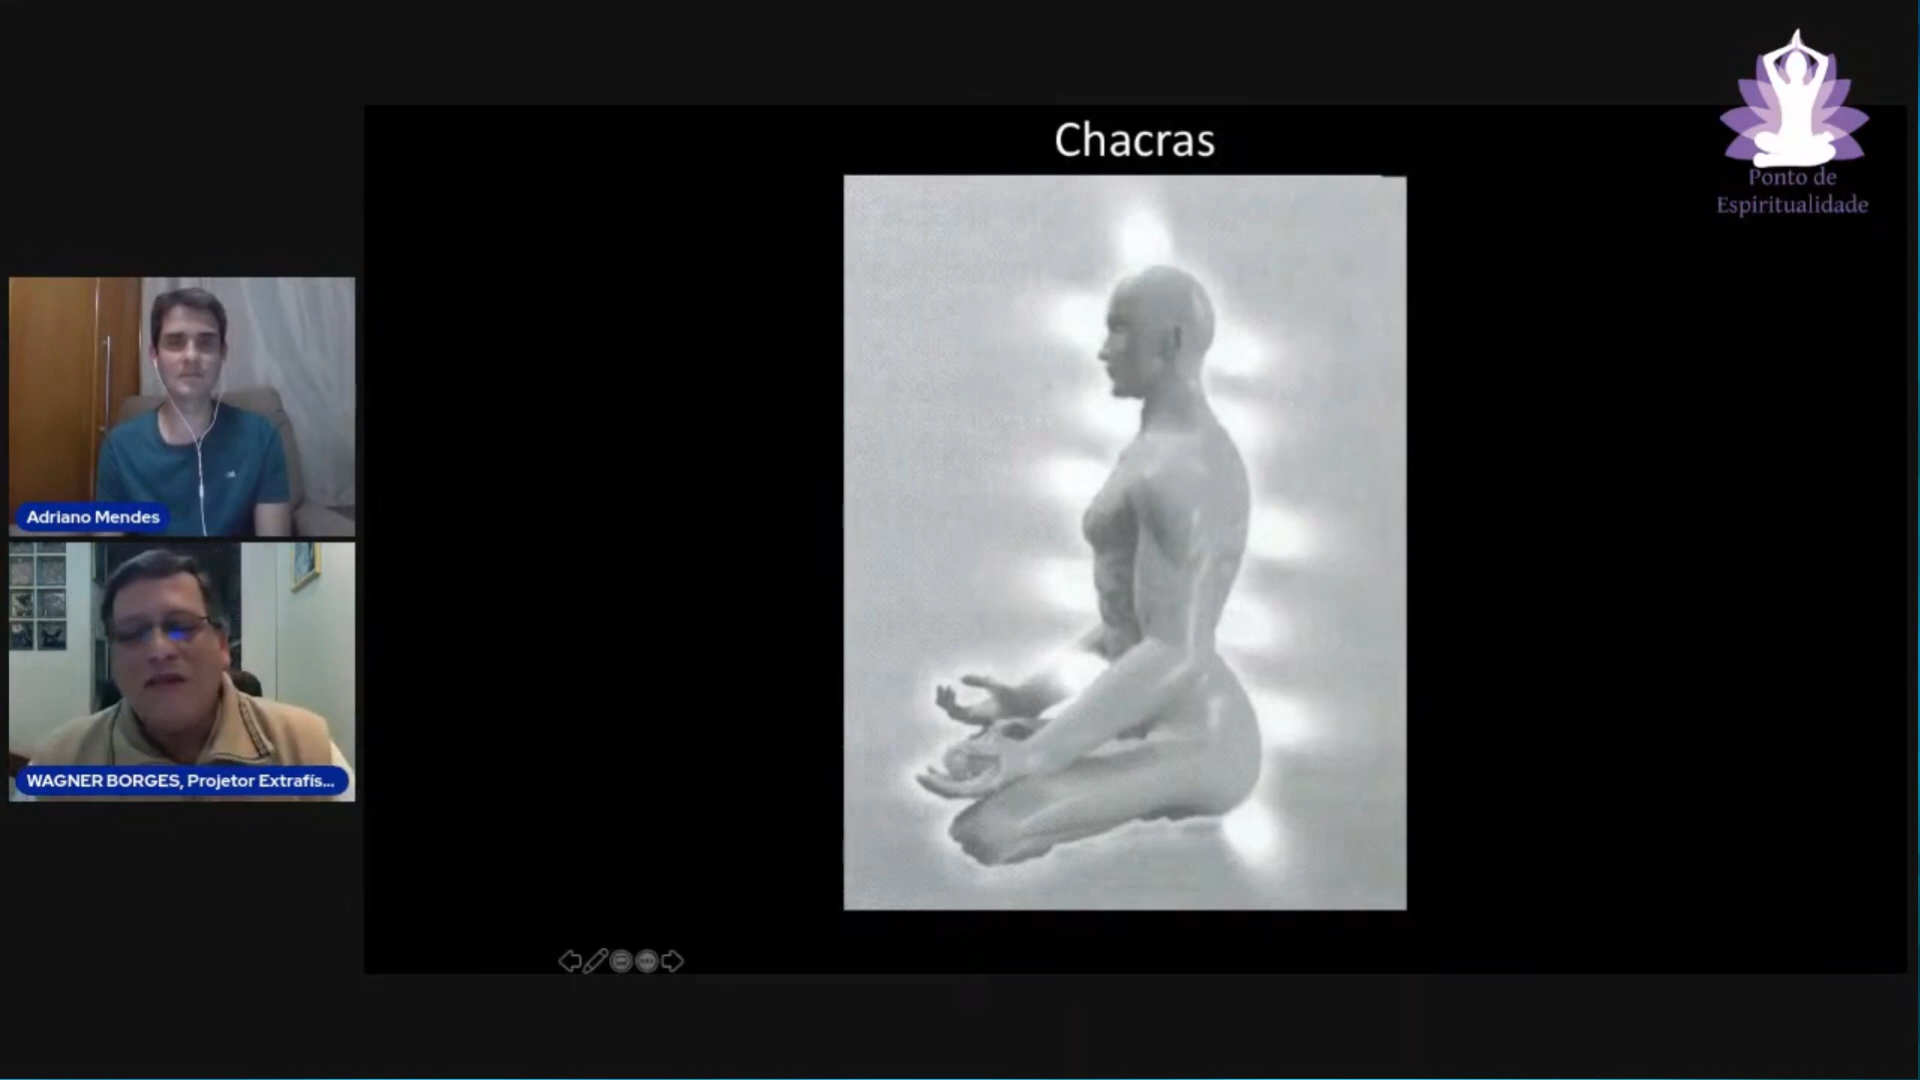 Chacras
Ponto de
Espiritualidade
Adriano Mendes
WAGNER BORGES, Projetor Extrafís...